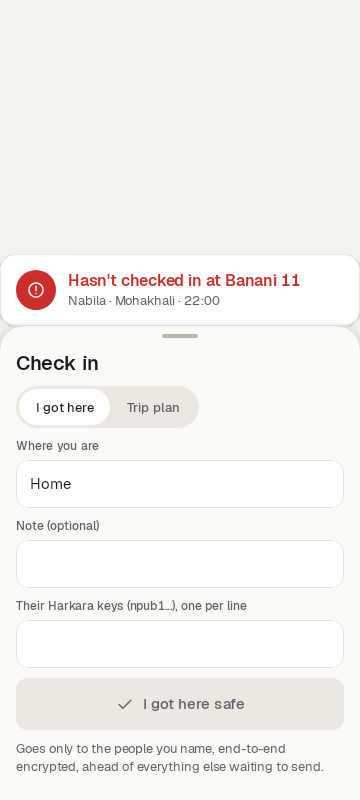 Hasn't checked in at Banani 11
Nabila · Mohakhali · 22:00
Check in
I got here
Trip plan
Where you are
Home
Note (optional)
Their Harkara keys (npub1…), one per line
I got here safe
Goes only to the people you name, end-to-end
encrypted, ahead of everything else waiting to send.